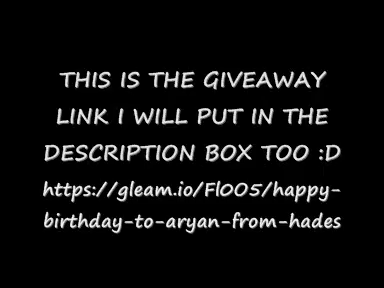 THIS IS THE GIVEAWAY
LINK I WILL PUT IN THE
DESCRIPTION BOX TOO :D
https://gleam.io/Fl005/happy-
birthday-to-aryan-from-hades